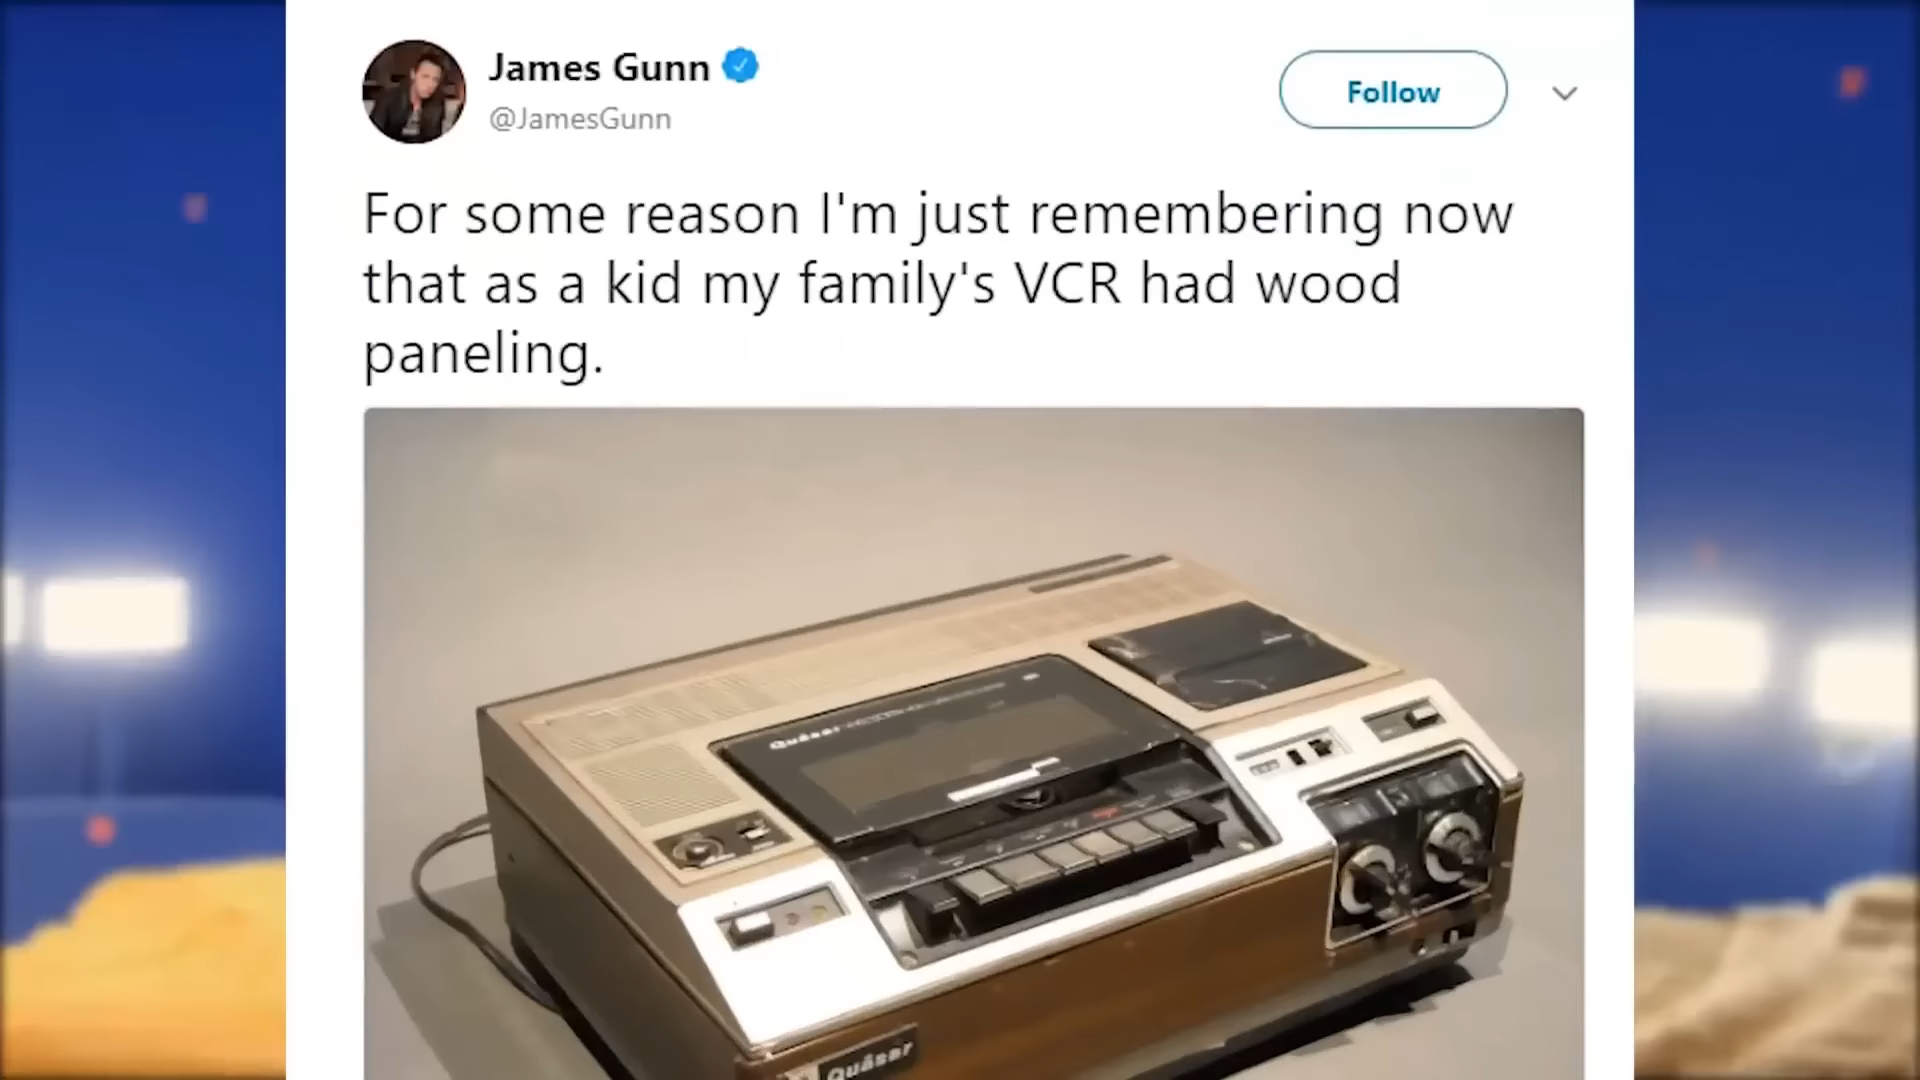 James Gunn
@JamesGunn
Follow
For some reason I'm just remembering now
that as a kid my family's VCR had wood
paneling.
Quasar
Quasar